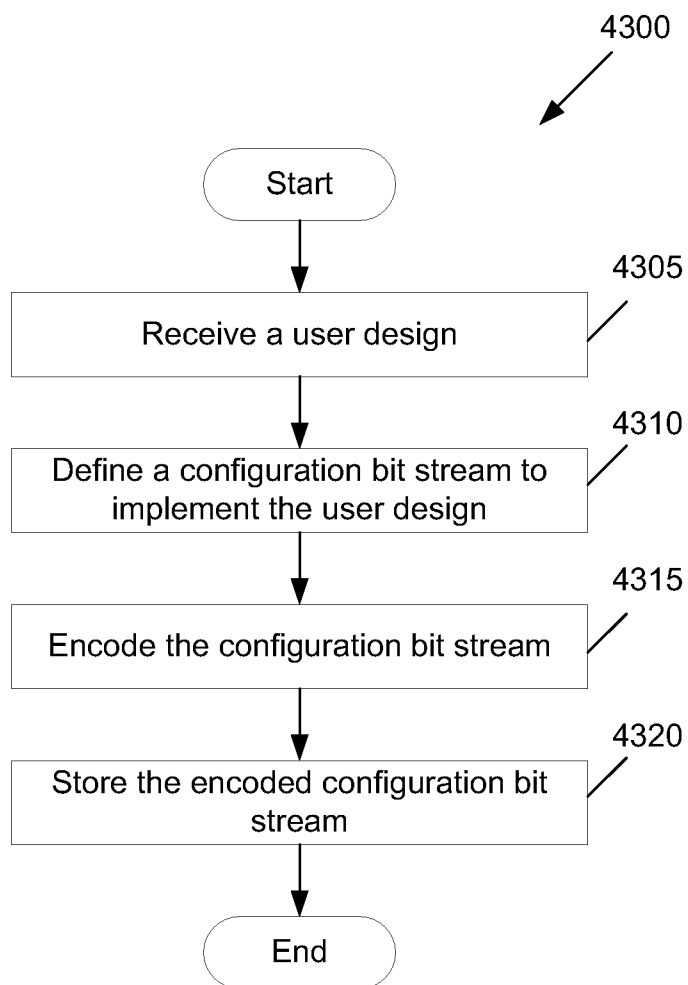 4300
Start
4305
Receive a user design
4310
Define a configuration bit stream to
implement the user design
4315
Encode the configuration bit stream
4320
Store the encoded configuration bit
stream
End